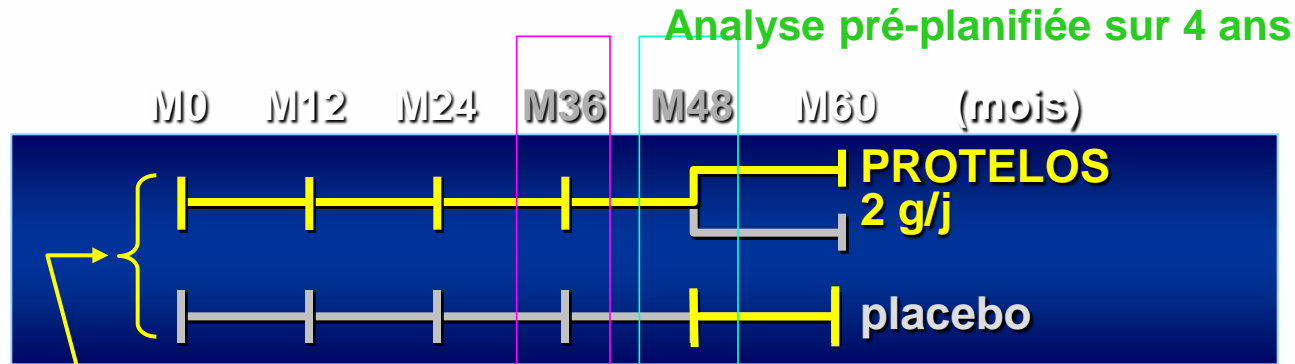 Analyse pré-planifiée sur 4 ans
M0 M12 M24 M36 M48 M60 (mois)
PROTELOS
2 g/j
placebo